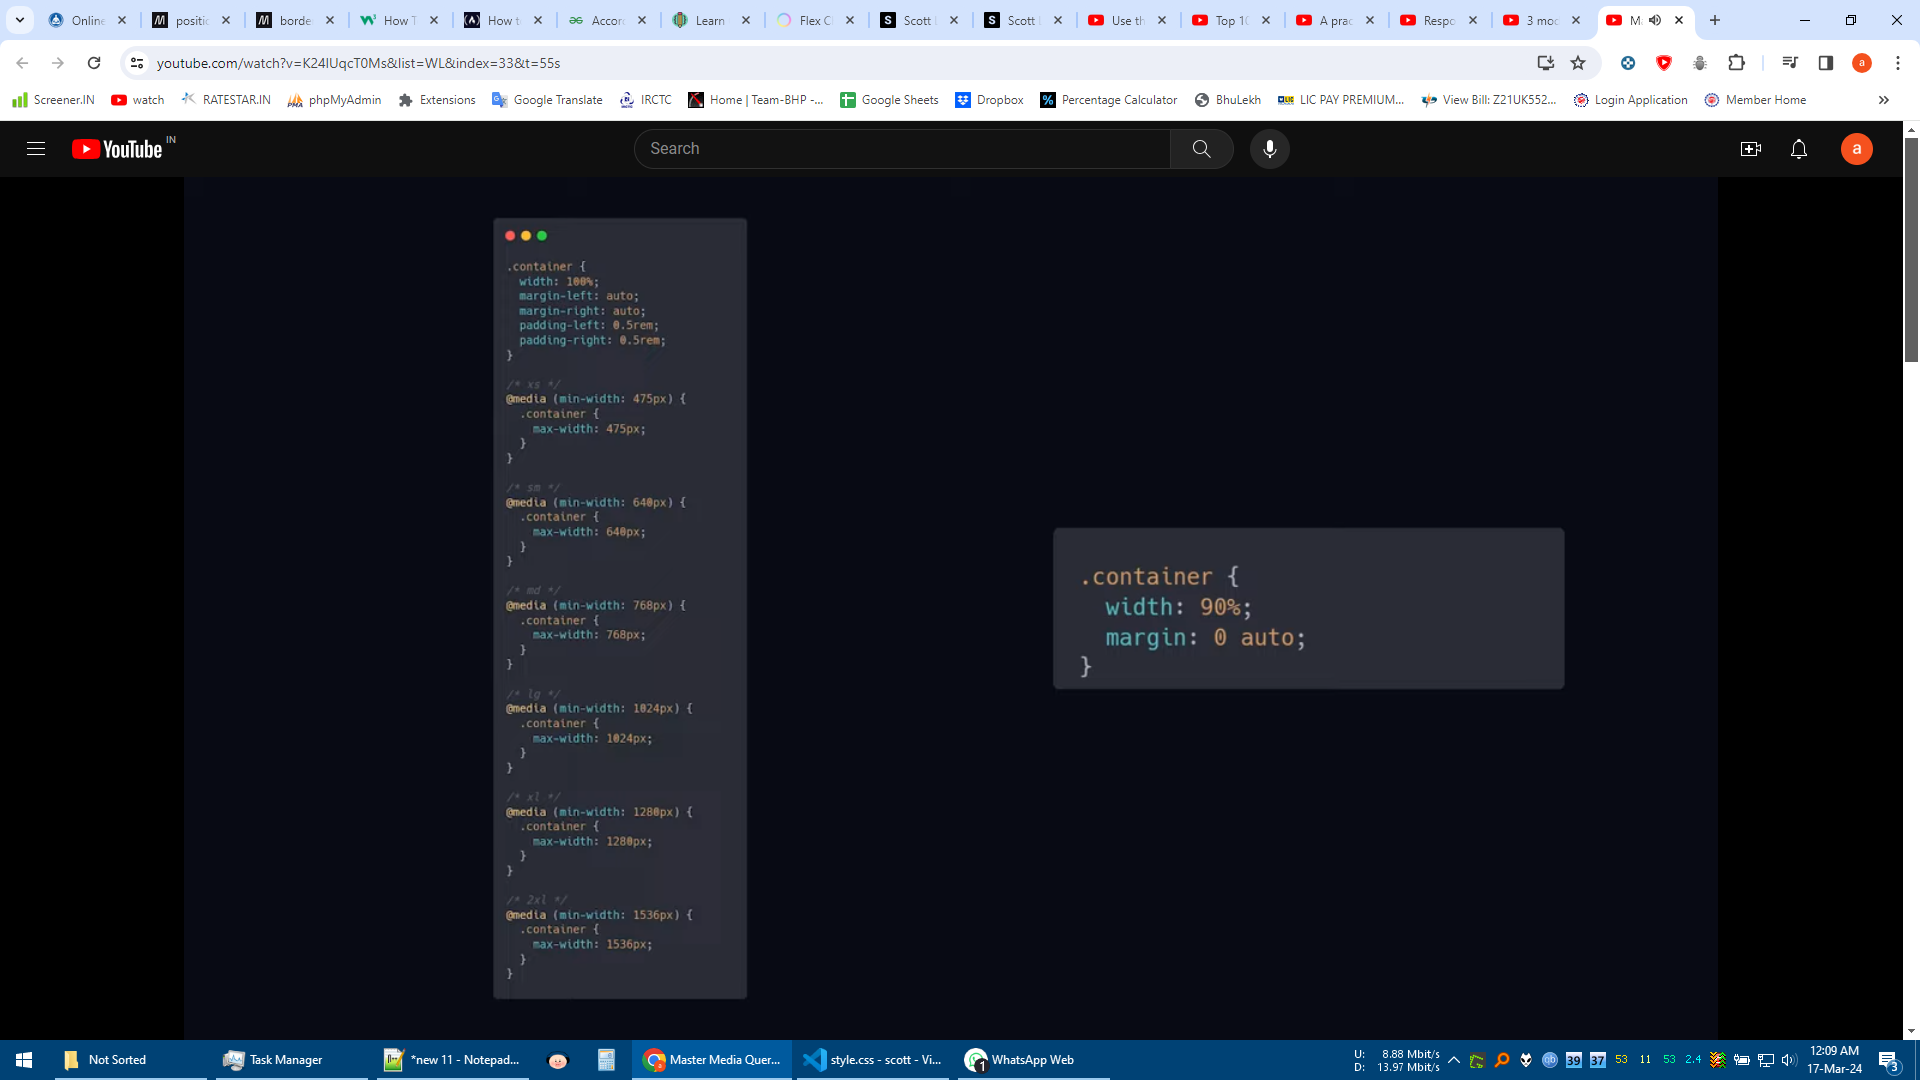 Online
positi
borde
How T
How t
Accor
Learn
Flex C
Scott L
Scott L
Use th
Top 10
A prac
Respo
3 mod
M
youtube.com/watch?v=K24IUqcT0Ms&list=WL&index=33&t=55s
a
Screener.IN
watch
RATESTAR.IN
phpMyAdmin
Extensions
Google Translate
IRCTC
Home | Team-BHP -...
Google Sheets
Dropbox
Percentage Calculator
BhuLekh
LIC PAY PREMIUM...
View Bill: Z21UK552...
Login Application
Member Home
YouTube IN
Search
a
.container {
width: 100%;
margin-left: auto;
margin-right: auto;
padding-left: 0.5rem;
padding-right: 0.5rem;
}
/* xs */
@media (min-width: 475px) {
.container {
max-width: 475px;
}
}
/* sm */
@media (min-width: 640px) {
.container {
max-width: 640px;
}
}
/* md */
@media (min-width: 768px) {
.container {
max-width: 768px;
}
}
/* lg */
@media (min-width: 1024px) {
.container {
max-width: 1024px;
}
}
/* xl */
@media (min-width: 1280px) {
.container {
max-width: 1280px;
}
}
/* 2xl */
@media (min-width: 1536px) {
.container {
max-width: 1536px;
}
}
.container {
width: 90%;
margin: 0 auto;
}
Not Sorted
Task Manager
*new 11 - Notepad...
Master Media Quer...
style.css - scott - Vi...
1
WhatsApp Web
U: 8.88 Mbit/s
D: 13.97 Mbit/s
39
37
53
11
53
2.4
12:09 AM
17-Mar-24
3